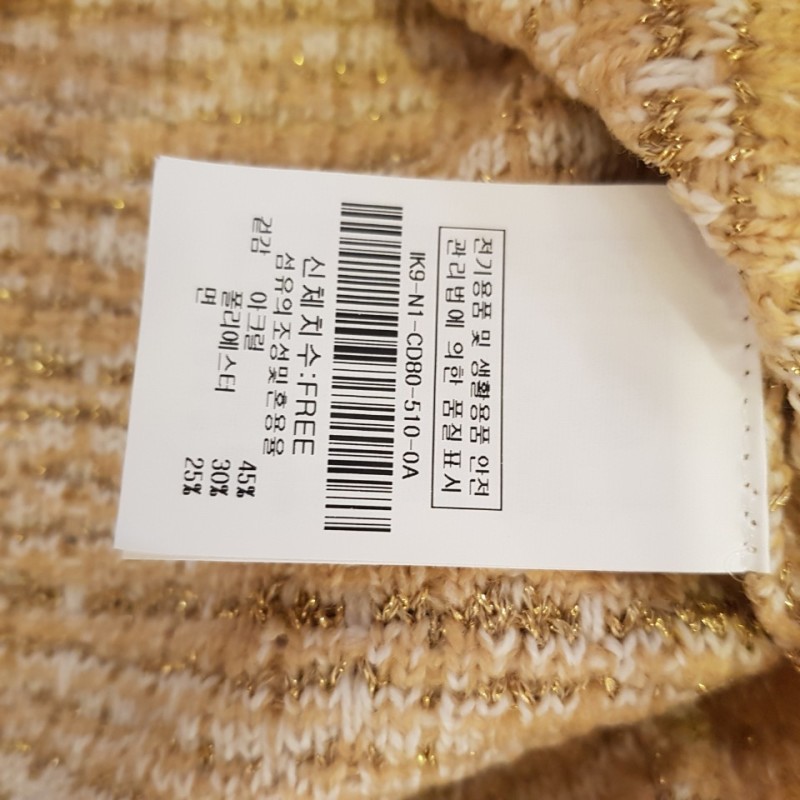 전기용품 및 생활용품 안전
관리법에 의한 품질표시
IK9-N1-CD80-510-0A
신체치수:FREE
섬유의조성및혼용율
겉감 아크릴 45%
폴리에스터 30%
면 25%